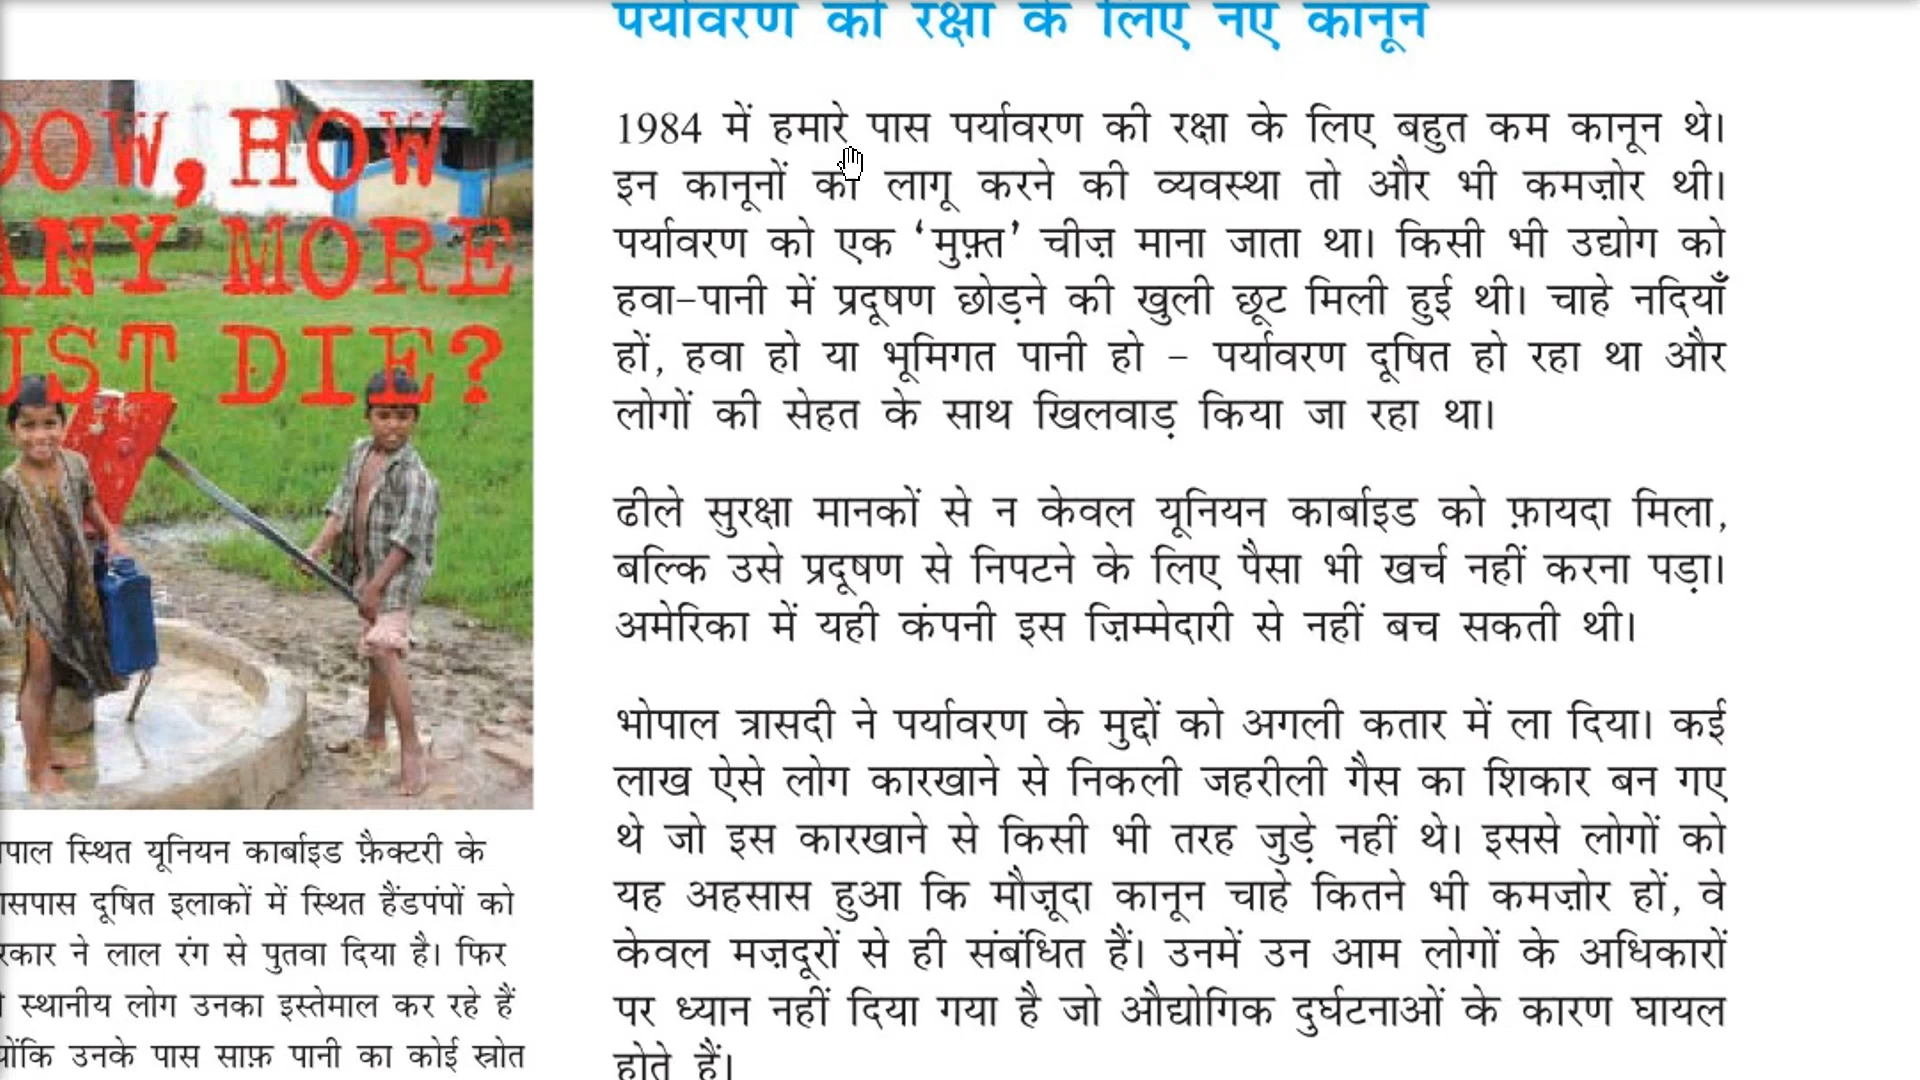 पर्यावरण की रक्षा के लिए नए कानून
DOW, HOW
ANY MORE
UST DIE?
1984 में हमारे पास पर्यावरण की रक्षा के लिए बहुत कम कानून थे।
इन कानूनों को लागू करने की व्यवस्था तो और भी कमज़ोर थी।
पर्यावरण को एक ‘मुफ़्त’ चीज़ माना जाता था। किसी भी उद्योग को
हवा-पानी में प्रदूषण छोड़ने की खुली छूट मिली हुई थी। चाहे नदियाँ
हों, हवा हो या भूमिगत पानी हो – पर्यावरण दूषित हो रहा था और
लोगों की सेहत के साथ खिलवाड़ किया जा रहा था।
ढीले सुरक्षा मानकों से न केवल यूनियन कार्बाइड को फ़ायदा मिला,
बल्कि उसे प्रदूषण से निपटने के लिए पैसा भी खर्च नहीं करना पड़ा।
अमेरिका में यही कंपनी इस ज़िम्मेदारी से नहीं बच सकती थी।
भोपाल त्रासदी ने पर्यावरण के मुद्दों को अगली कतार में ला दिया। कई
लाख ऐसे लोग कारखाने से निकली जहरीली गैस का शिकार बन गए
थे जो इस कारखाने से किसी भी तरह जुड़े नहीं थे। इससे लोगों को
यह अहसास हुआ कि मौजू़दा कानून चाहे कितने भी कमज़ोर हों, वे
केवल मज़दूरों से ही संबंधित हैं। उनमें उन आम लोगों के अधिकारों
पर ध्यान नहीं दिया गया है जो औद्योगिक दुर्घटनाओं के कारण घायल
होते हैं।
पाल स्थित यूनियन कार्बाइड फ़ैक्टरी के
सपास दूषित इलाकों में स्थित हैंडपंपों को
रकार ने लाल रंग से पुतवा दिया है। फिर
स्थानीय लोग उनका इस्तेमाल कर रहे हैं
योंकि उनके पास साफ़ पानी का कोई स्रोत